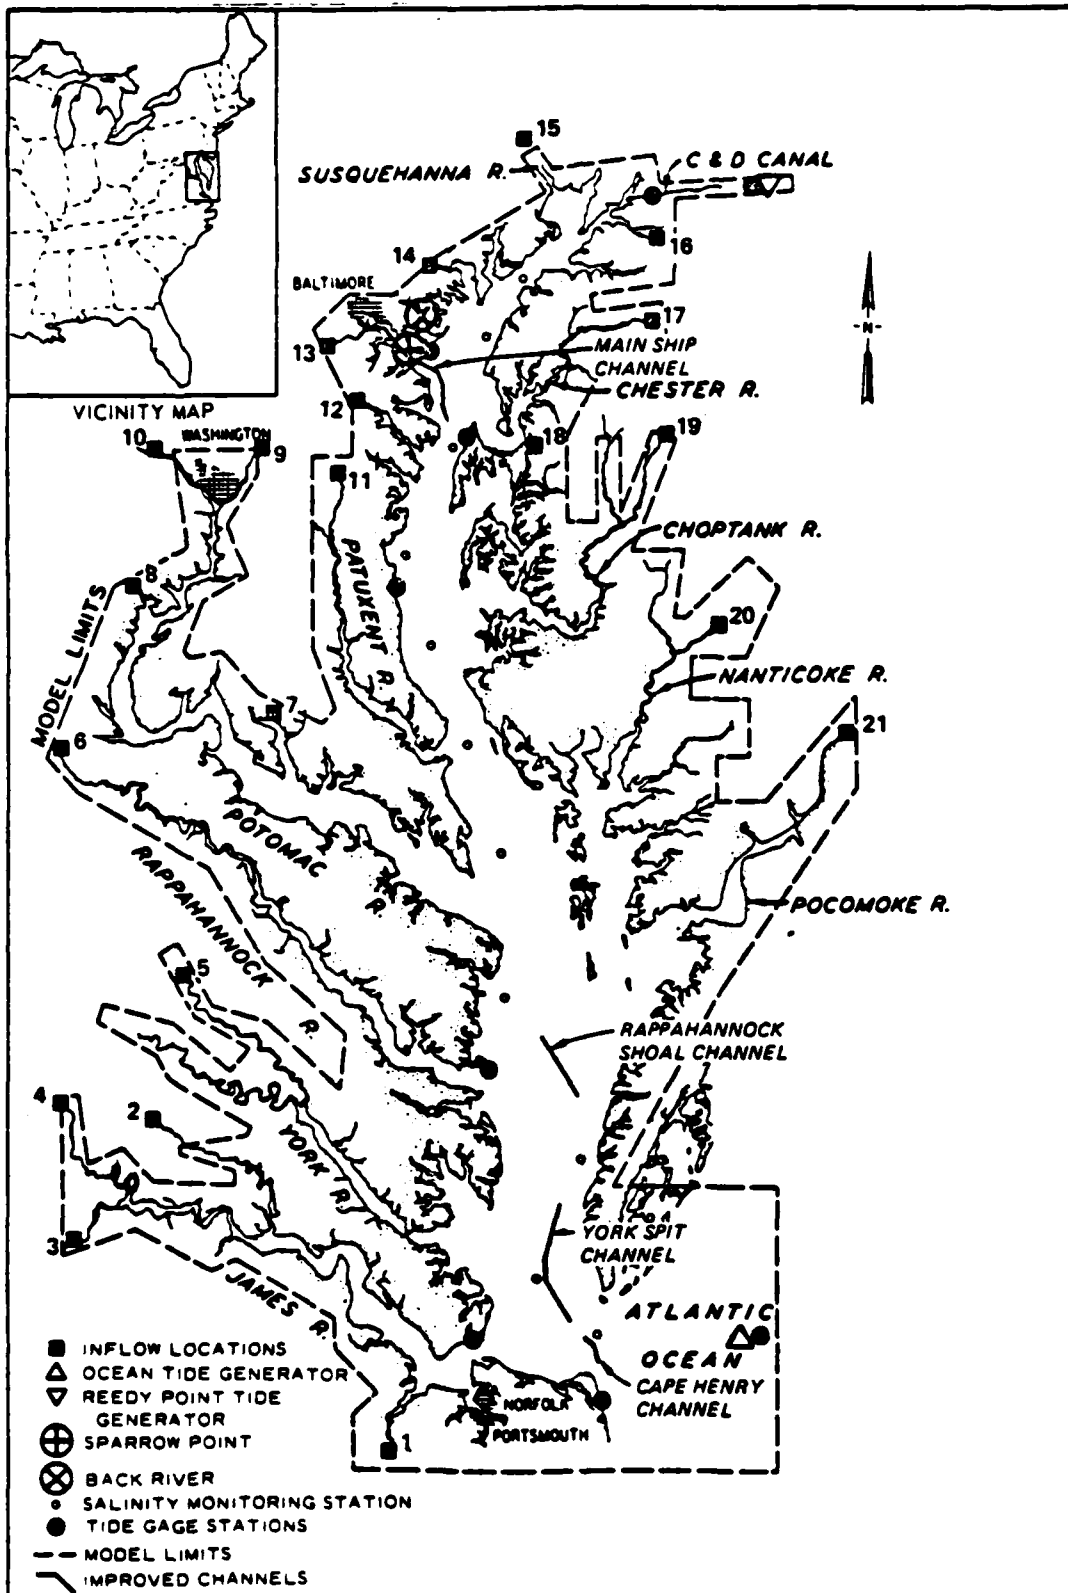 15
C & D CANAL
SUSQUEHANNA R.
16
14
BALTIMORE
17
-N-
13
MAIN SHIP
CHANNEL
CHESTER R.
12
VICINITY MAP
10
WASHINGTON
9
18
19
11
CHOPTANK R.
PATUXENT R.
8
20
MODEL LIMITS
NANTICOKE R.
7
21
6
POTOMAC R.
RAPPAHANNOCK R.
POCOMOKE R.
5
RAPPAHANNOCK
SHOAL CHANNEL
4
2
YORK R.
3
YORK SPIT
CHANNEL
JAMES R.
ATLANTIC
OCEAN
CAPE HENRY
CHANNEL
NORFOLK
PORTSMOUTH
1
INFLOW LOCATIONS
OCEAN TIDE GENERATOR
REEDY POINT TIDE
GENERATOR
SPARROW POINT
BACK RIVER
SALINITY MONITORING STATION
TIDE GAGE STATIONS
MODEL LIMITS
IMPROVED CHANNELS